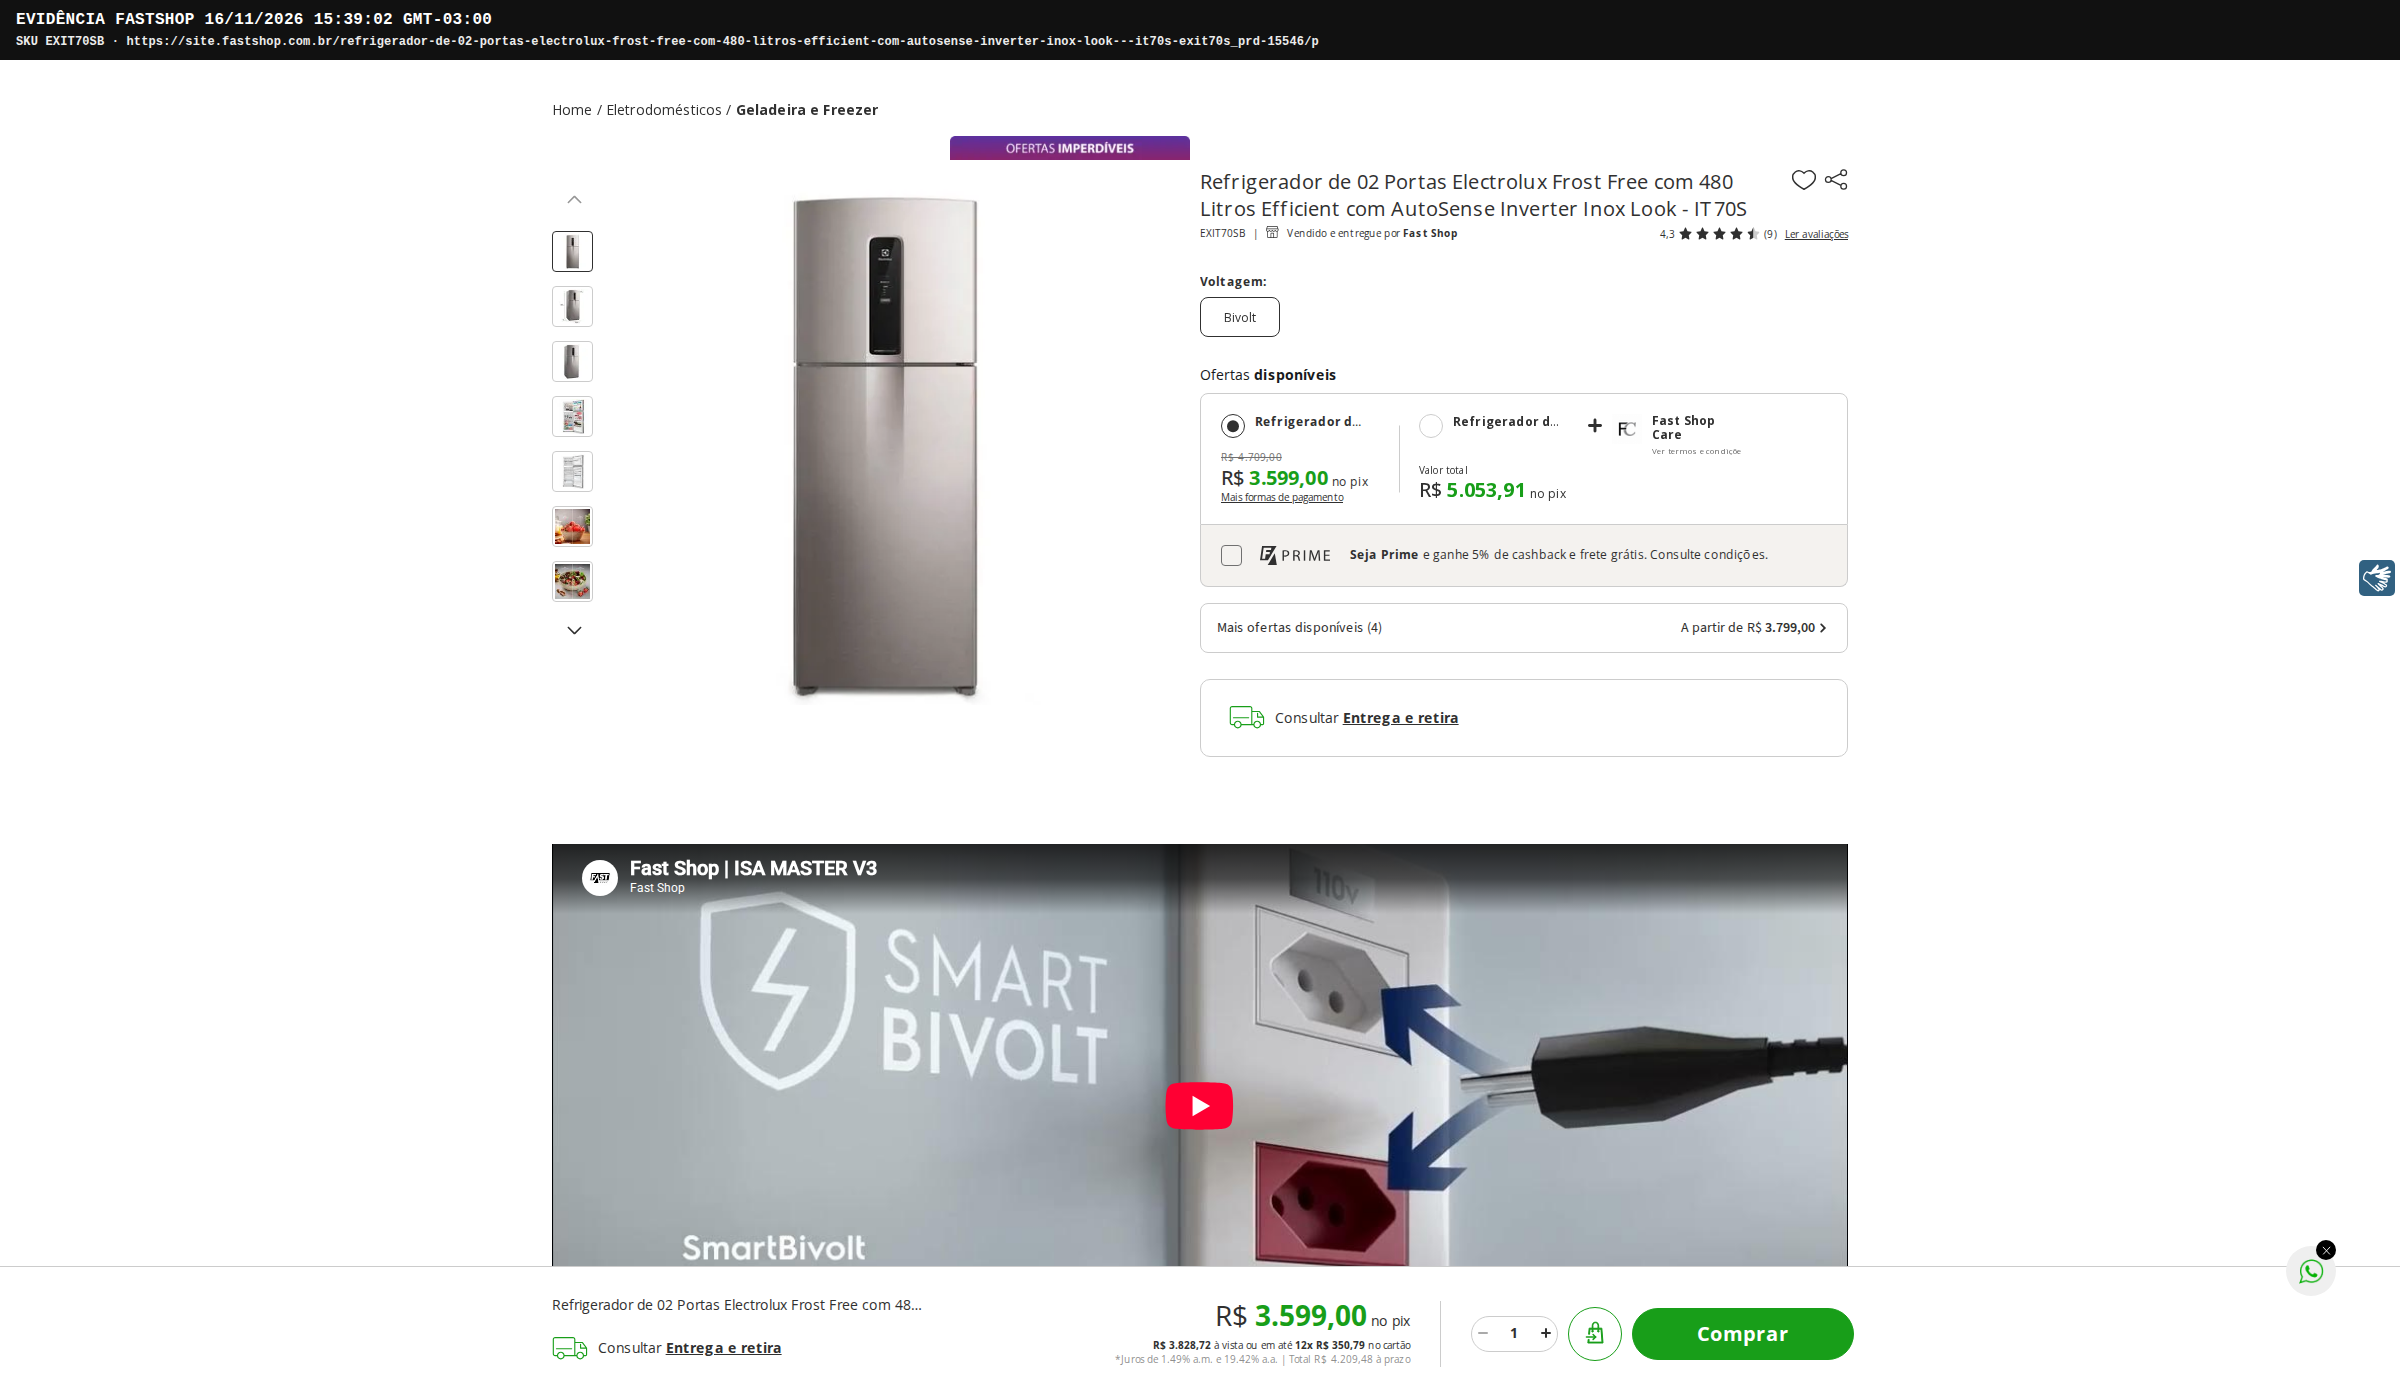 EVIDÊNCIA FASTSHOP 16/11/2026 15:39:02 GMT-03:00
SKU EXIT70SB · https://site.fastshop.com.br/refrigerador-de-02-portas-electrolux-frost-free-com-480-litros-efficient-com-autosense-inverter-inox-look---it70s-exit70s_prd-15546/p
Home / Eletrodomésticos / Geladeira e Freezer
OFERTAS IMPERDÍVEIS
Refrigerador de 02 Portas Electrolux Frost Free com 480
Litros Efficient com AutoSense Inverter Inox Look - IT70S
EXIT70SB | Vendido e entregue por Fast Shop
4,3 (9) Ler avaliações
Voltagem:
Bivolt
Ofertas disponíveis
Refrigerador d...
R$ 4.709,00
R$ 3.599,00 no pix
Mais formas de pagamento
Refrigerador d...
+
FC
Fast Shop
Care
Ver termos e condiçõe
Valor total
R$ 5.053,91 no pix
PRIME Seja Prime e ganhe 5% de cashback e frete grátis. Consulte condições.
Mais ofertas disponíveis (4)
A partir de R$ 3.799,00
Consultar Entrega e retira
FAST
Fast Shop | ISA MASTER V3
Fast Shop
110v
SMART
BIVOLT
SmartBivolt
Refrigerador de 02 Portas Electrolux Frost Free com 48...
Consultar Entrega e retira
R$ 3.599,00 no pix
R$ 3.828,72 à vista ou em até 12x R$ 350,79 no cartão
*Juros de 1.49% a.m. e 19.42% a.a. | Total R$ 4.209,48 à prazo
− 1 +
Comprar